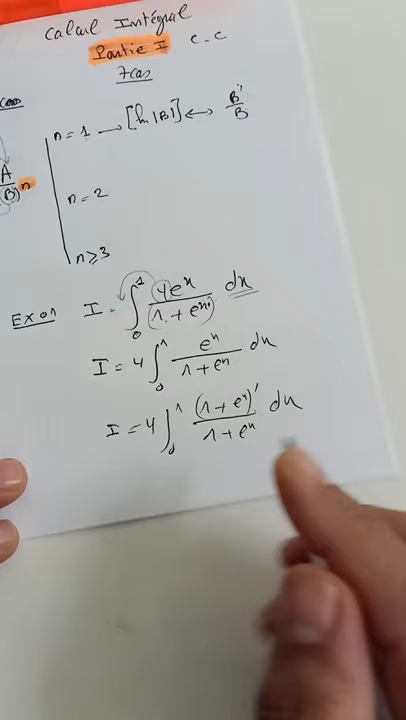 Calcul Intégral
Partie I c.c
7cas
A
(B)n
n = 1 → [ln|B|] ↔ B'/B
n = 2
n ≥ 3
Exo1 I = ∫₀¹ 4eˣ/(1 + eˣ)¹ dx
I = 4 ∫₀¹ eˣ/(1 + eˣ) dx
I = 4 ∫₀¹ (1 + eˣ)'/(1 + eˣ) dx